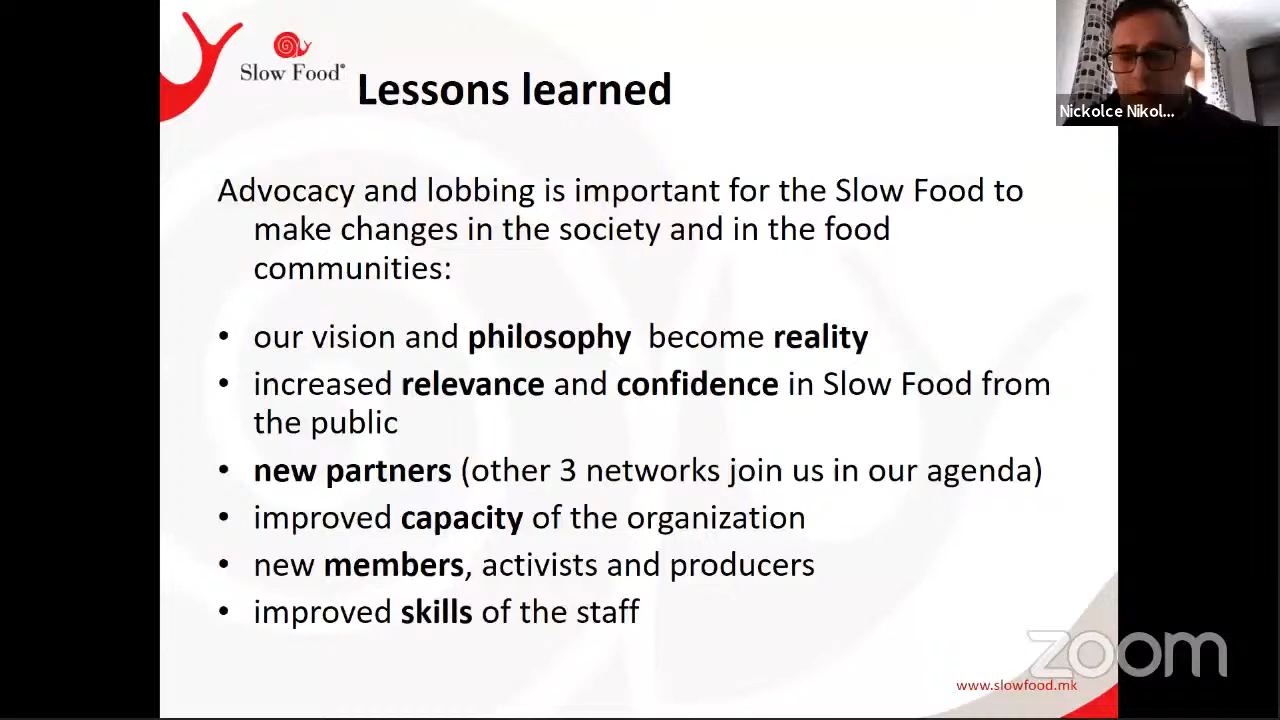 Slow Food®
Lessons learned
Nickolce Nikol...
Advocacy and lobbing is important for the Slow Food to
make changes in the society and in the food
communities:
• our vision and philosophy become reality
• increased relevance and confidence in Slow Food from
the public
• new partners (other 3 networks join us in our agenda)
• improved capacity of the organization
• new members, activists and producers
• improved skills of the staff
zoom
www.slowfood.mk